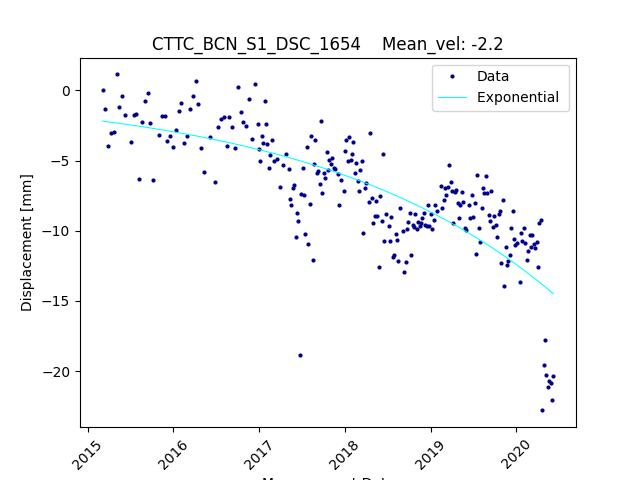 CTTC_BCN_S1_DSC_1654    Mean_vel: -2.2
Data
Exponential
Displacement [mm]
0
−5
−10
−15
−20
2015
2016
2017
2018
2019
2020